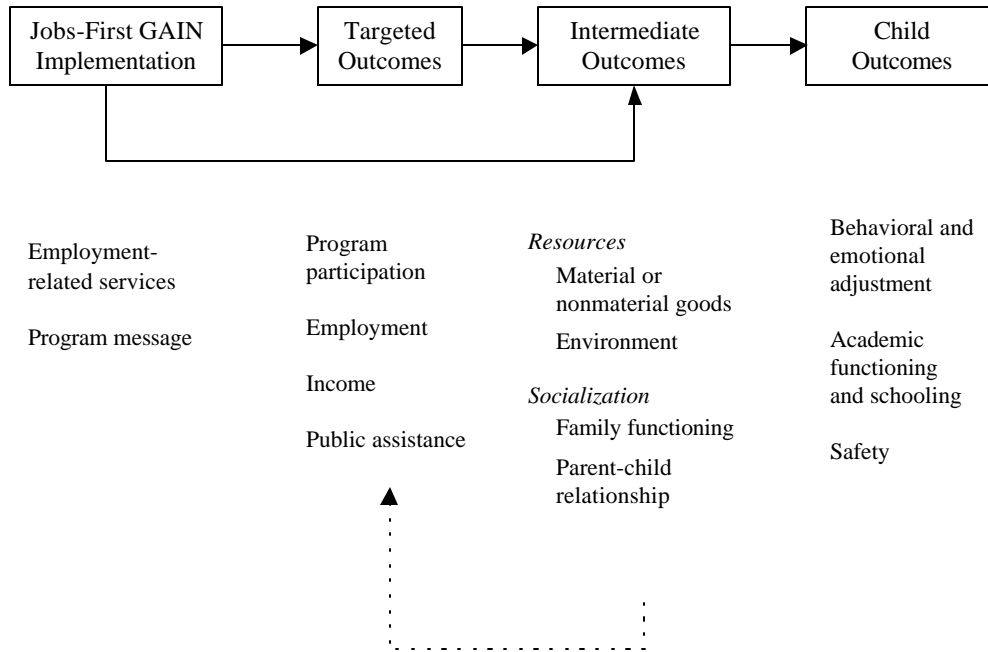 Jobs-First GAIN
Implementation
Targeted
Outcomes
Intermediate
Outcomes
Child
Outcomes
Employment-
related services
Program message
Program
participation
Employment
Income
Public assistance
Resources
Material or
nonmaterial goods
Environment
Socialization
Family functioning
Parent-child
relationship
Behavioral and
emotional
adjustment
Academic
functioning
and schooling
Safety